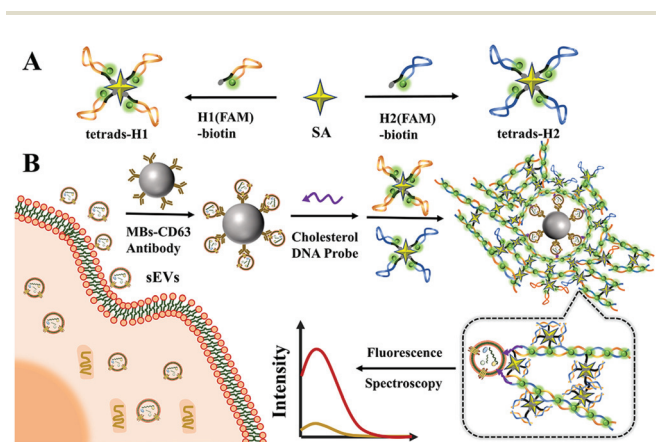 A
H1(FAM)
-biotin
H2(FAM)
-biotin
tetrads-H1
SA
tetrads-H2
B
MBs-CD63
Antibody
Cholesterol
DNA Probe
sEVs
Intensity
Fluorescence
Spectroscopy